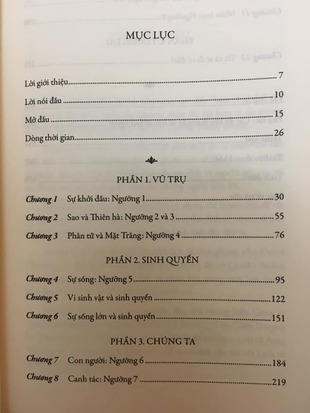 MỤC LỤC
Lời giới thiệu 7
Lời nói đầu 10
Mở đầu 15
Dòng thời gian 26
PHẦN 1. VŨ TRỤ
Chương 1 Sự khởi đầu: Ngưỡng 1 30
Chương 2 Sao và Thiên hà: Ngưỡng 2 và 3 55
Chương 3 Phân tử và Mặt Trăng: Ngưỡng 4 76
PHẦN 2. SINH QUYỂN
Chương 4 Sự sống: Ngưỡng 5 95
Chương 5 Vi sinh vật và sinh quyển 122
Chương 6 Sự sống lớn và sinh quyển 151
PHẦN 3. CHÚNG TA
Chương 7 Con người: Ngưỡng 6 184
Chương 8 Canh tác: Ngưỡng 7 219